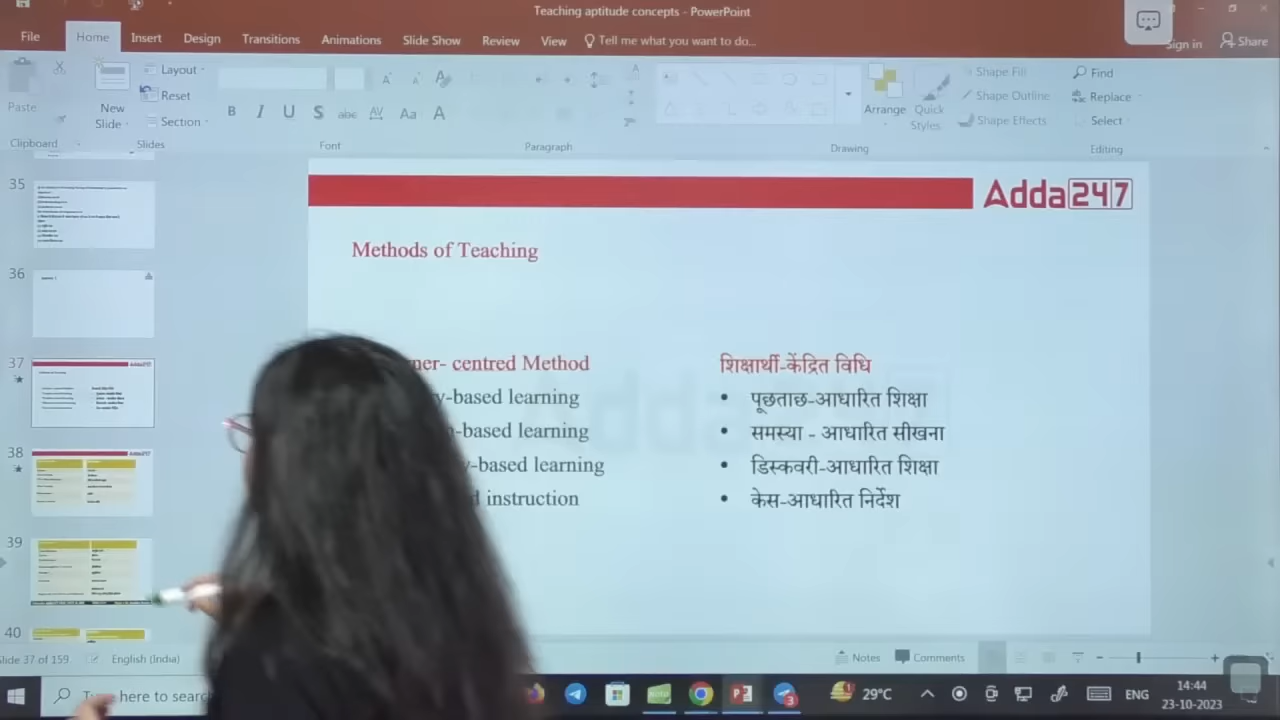 Teaching aptitude concepts - PowerPoint
File Home Insert Design Transitions Animations Slide Show Review View Tell me what you want to do... Sign in Share
Paste
New Slide
Layout
Reset
Section
B I U S abc AV Aa A
Arrange
Quick Styles
Shape Fill
Shape Outline
Shape Effects
Find
Replace
Select
Clipboard Slides Font Paragraph Drawing Editing
35
36
37
38
39
40
Adda247
Methods of Teaching
centred Method
-based learning
-based learning
-based learning
instruction
शिक्षार्थी-केंद्रित विधि
• पूछताछ-आधारित शिक्षा
• समस्या - आधारित सीखना
• डिस्कवरी-आधारित शिक्षा
• केस-आधारित निर्देश
Slide 37 of 159 English (India) Notes Comments
here to search
29°C ENG
14:44
23-10-2023